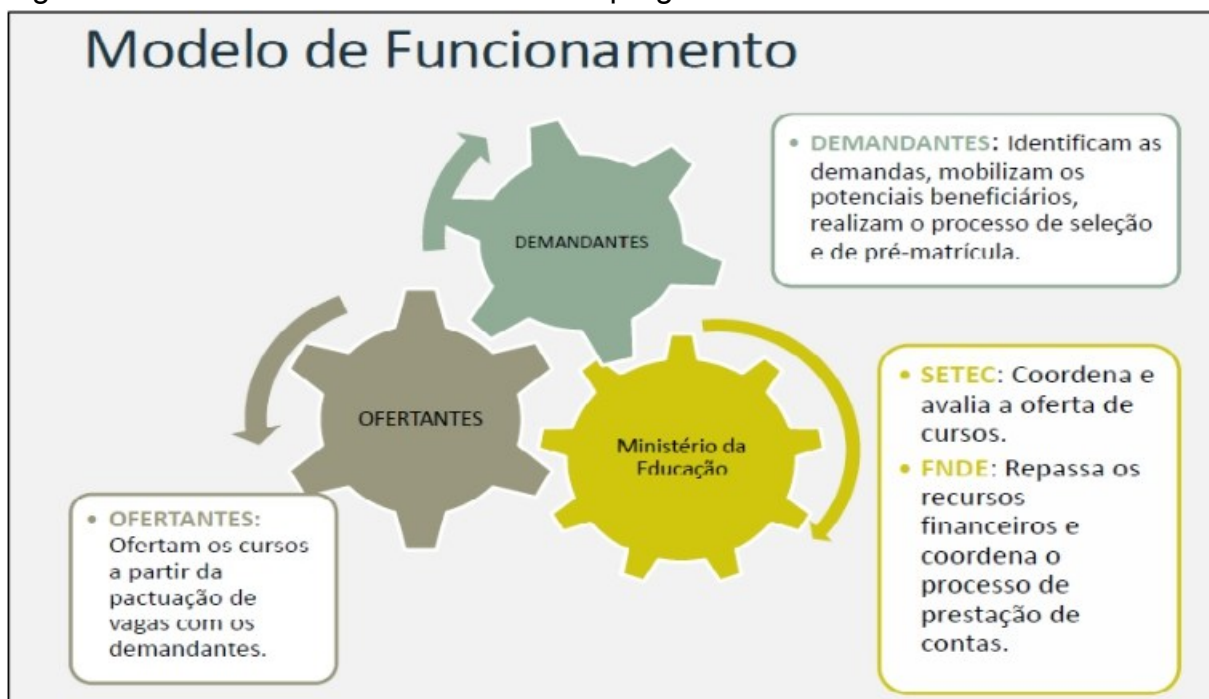 Modelo de Funcionamento
• DEMANDANTES: Identificam as
demandas, mobilizam os
potenciais beneficiários,
realizam o processo de seleção
e de pré-matrícula.
DEMANDANTES
OFERTANTES
Ministério da
Educação
• SETEC: Coordena e
avalia a oferta de
cursos.
• FNDE: Repassa os
recursos
financeiros e
coordena o
processo de
prestação de
contas.
• OFERTANTES:
Ofertam os cursos
a partir da
pactuação de
vagas com os
demandantes.